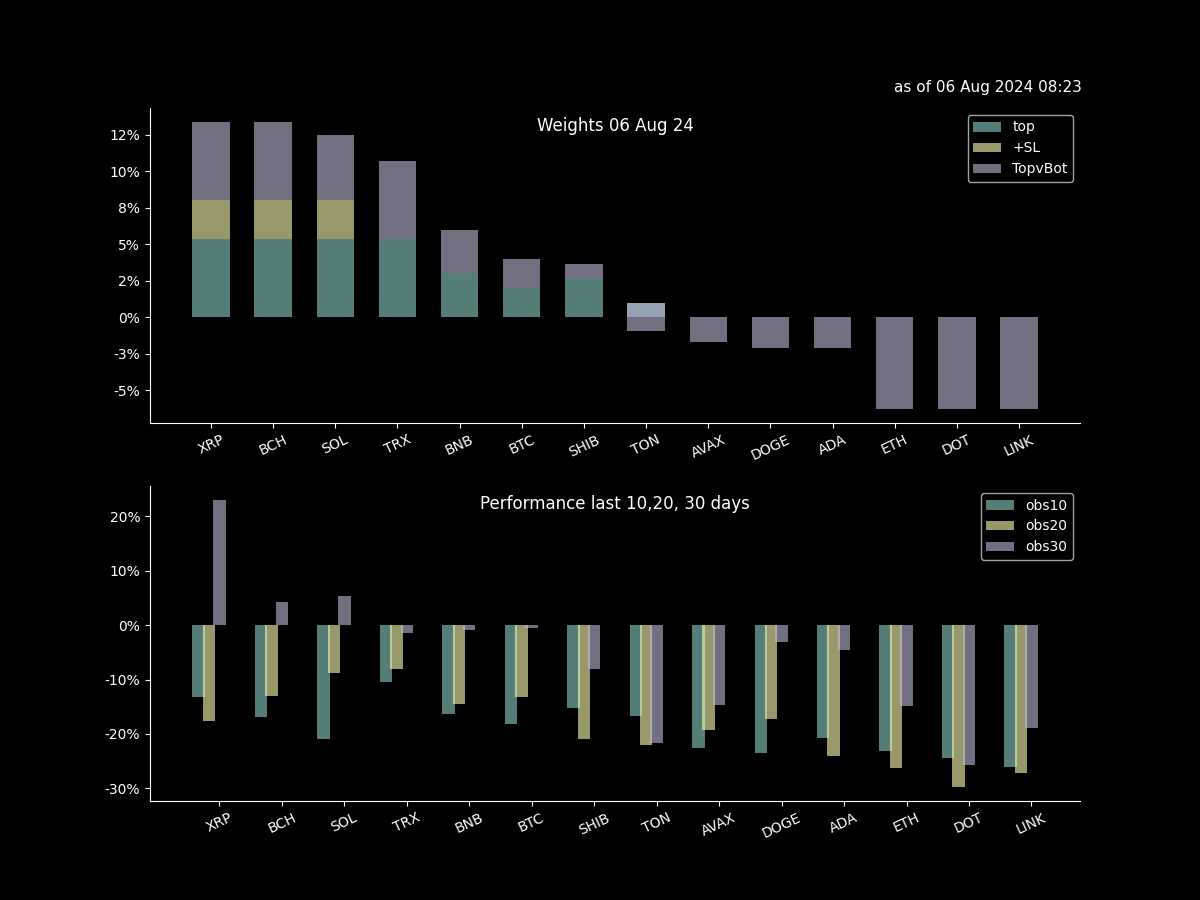 as of 06 Aug 2024 08:23
Weights 06 Aug 24
top
+SL
TopvBot
12%
10%
8%
5%
2%
0%
-3%
-5%
XRP BCH SOL TRX BNB BTC SHIB TON AVAX DOGE ADA ETH DOT LINK
Performance last 10,20, 30 days
obs10
obs20
obs30
20%
10%
0%
-10%
-20%
-30%
XRP BCH SOL TRX BNB BTC SHIB TON AVAX DOGE ADA ETH DOT LINK